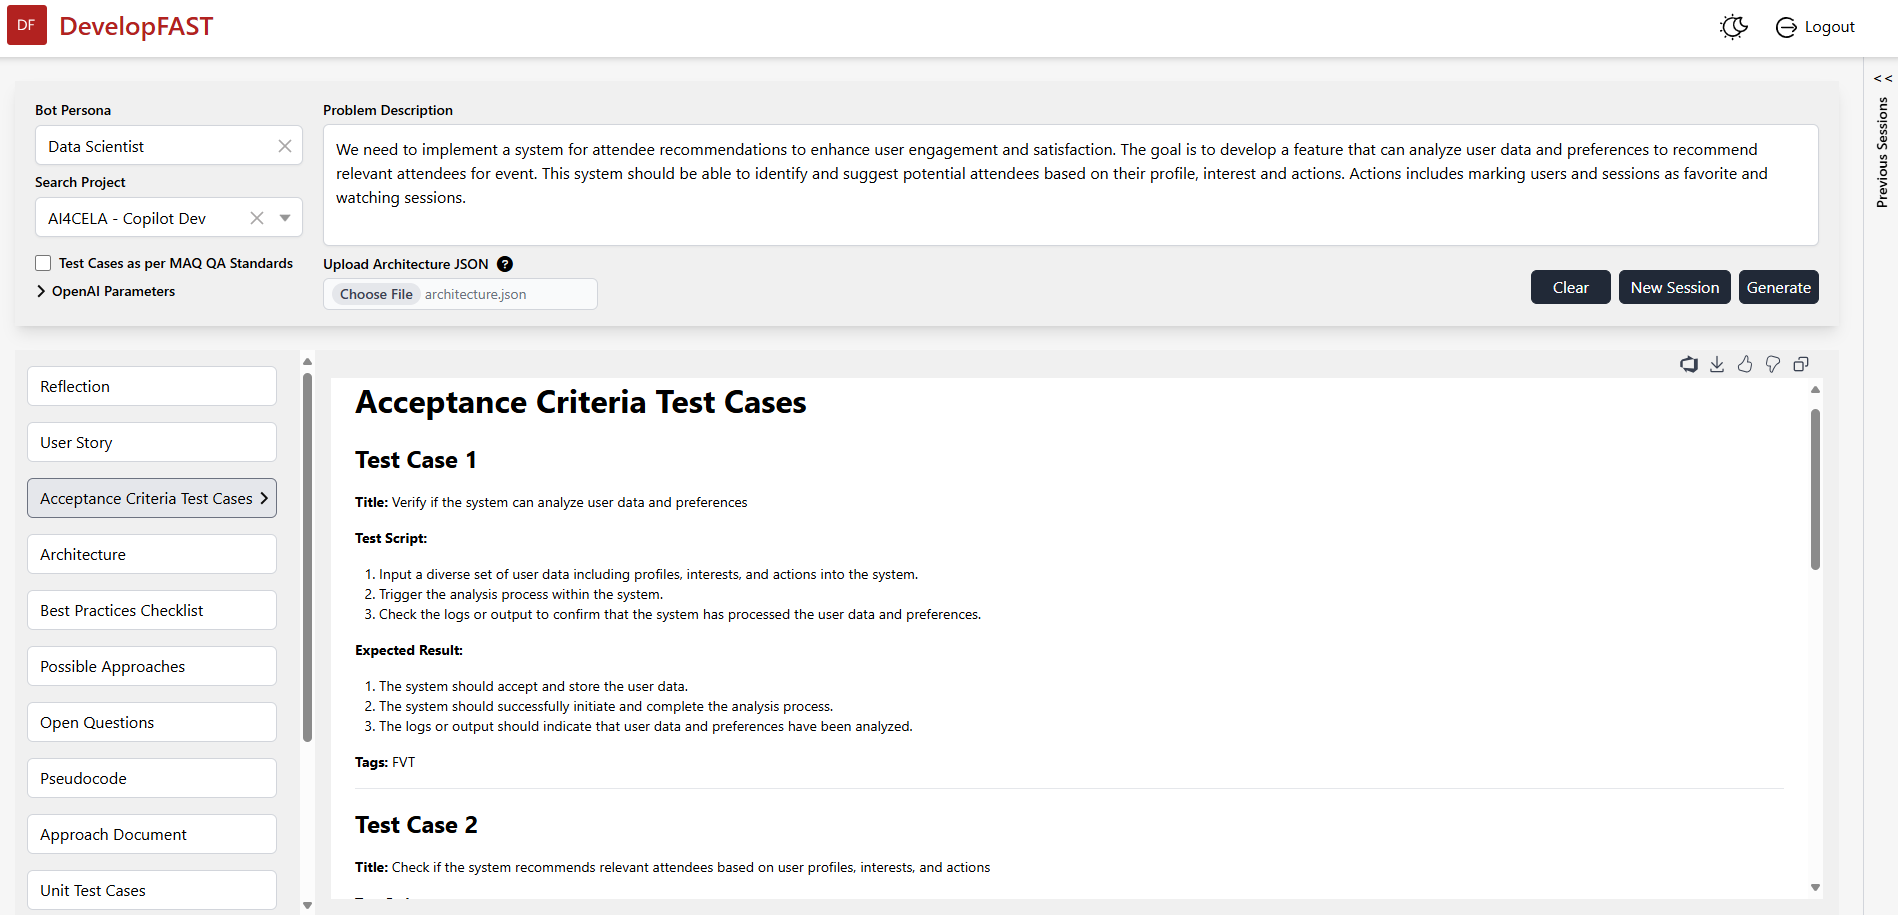 DF
DevelopFAST
Logout
<<
Previous Sessions
Bot Persona
Data Scientist
Search Project
AI4CELA - Copilot Dev
Test Cases as per MAQ QA Standards
OpenAI Parameters
Problem Description
We need to implement a system for attendee recommendations to enhance user engagement and satisfaction. The goal is to develop a feature that can analyze user data and preferences to recommend
relevant attendees for event. This system should be able to identify and suggest potential attendees based on their profile, interest and actions. Actions includes marking users and sessions as favorite and
watching sessions.
Upload Architecture JSON ?
Choose File architecture.json
Clear
New Session
Generate
Reflection
User Story
Acceptance Criteria Test Cases
Architecture
Best Practices Checklist
Possible Approaches
Open Questions
Pseudocode
Approach Document
Unit Test Cases
Acceptance Criteria Test Cases
Test Case 1
Title: Verify if the system can analyze user data and preferences
Test Script:
1. Input a diverse set of user data including profiles, interests, and actions into the system.
2. Trigger the analysis process within the system.
3. Check the logs or output to confirm that the system has processed the user data and preferences.
Expected Result:
1. The system should accept and store the user data.
2. The system should successfully initiate and complete the analysis process.
3. The logs or output should indicate that user data and preferences have been analyzed.
Tags: FVT
Test Case 2
Title: Check if the system recommends relevant attendees based on user profiles, interests, and actions